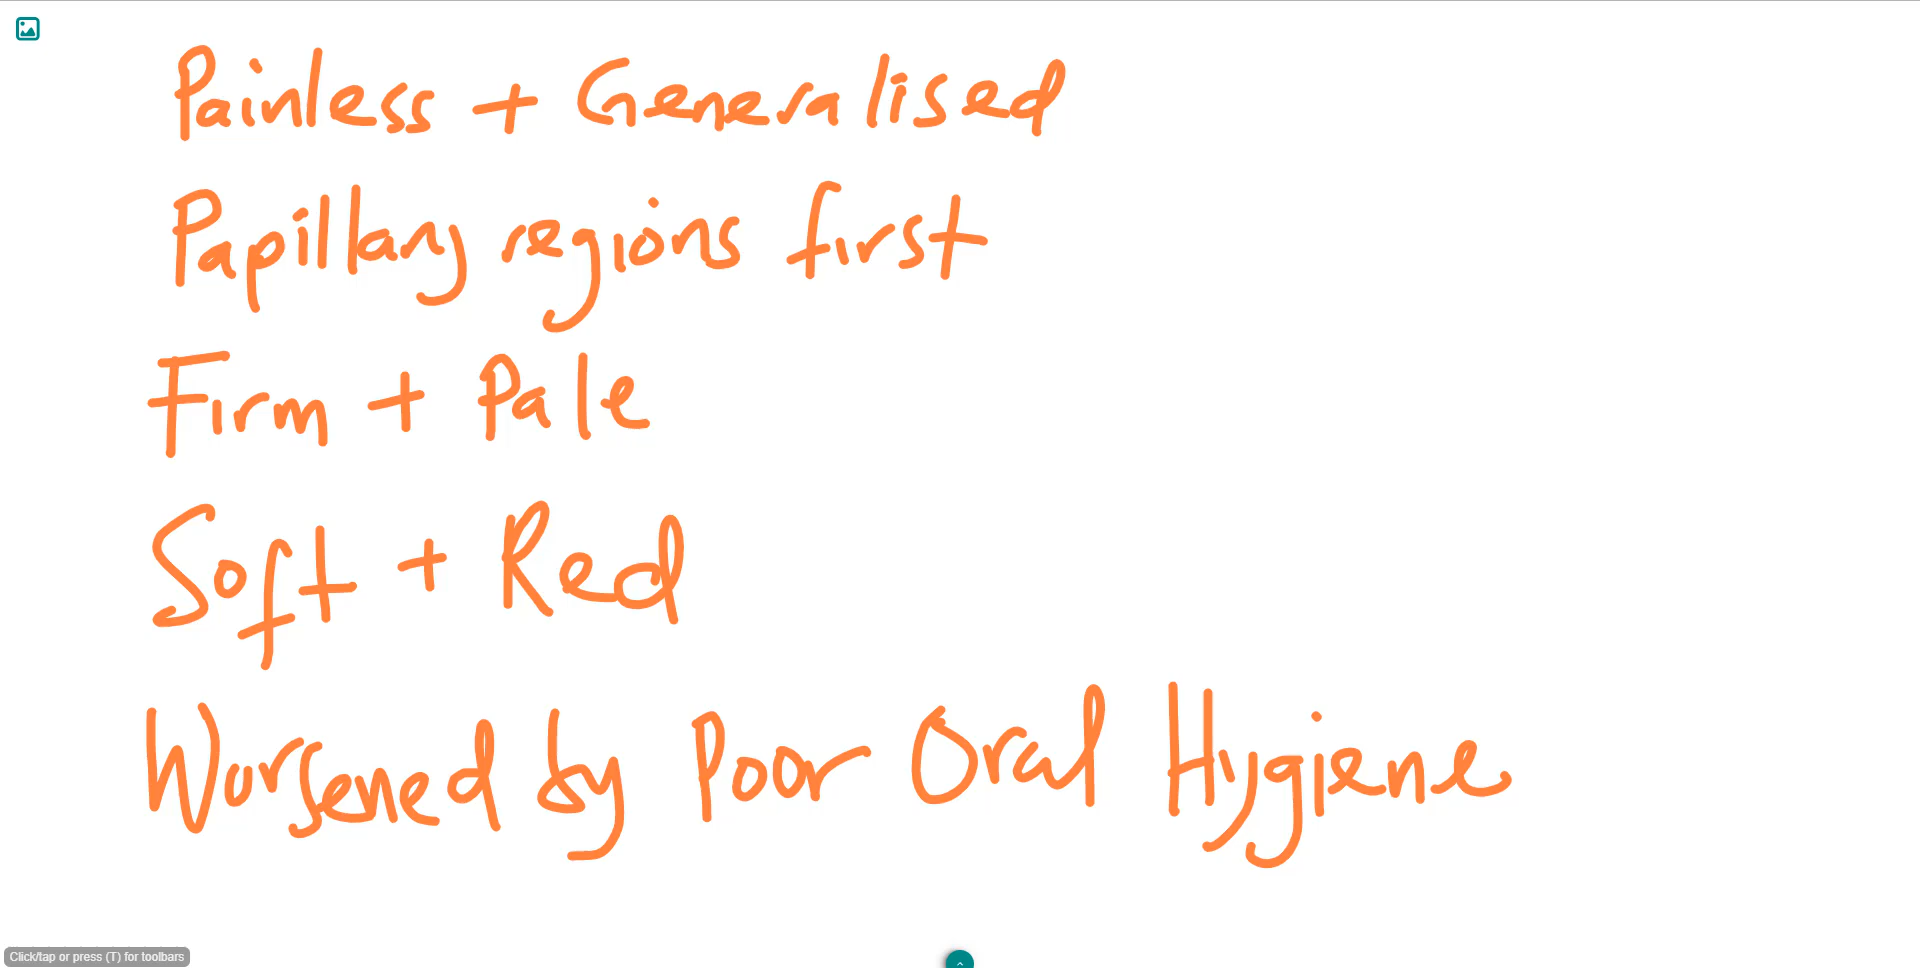 Painless + Generalised
Papillary regions first
Firm + Pale
Soft + Red
Worsened by Poor Oral Hygiene
Click/tap or press (T) for toolbars